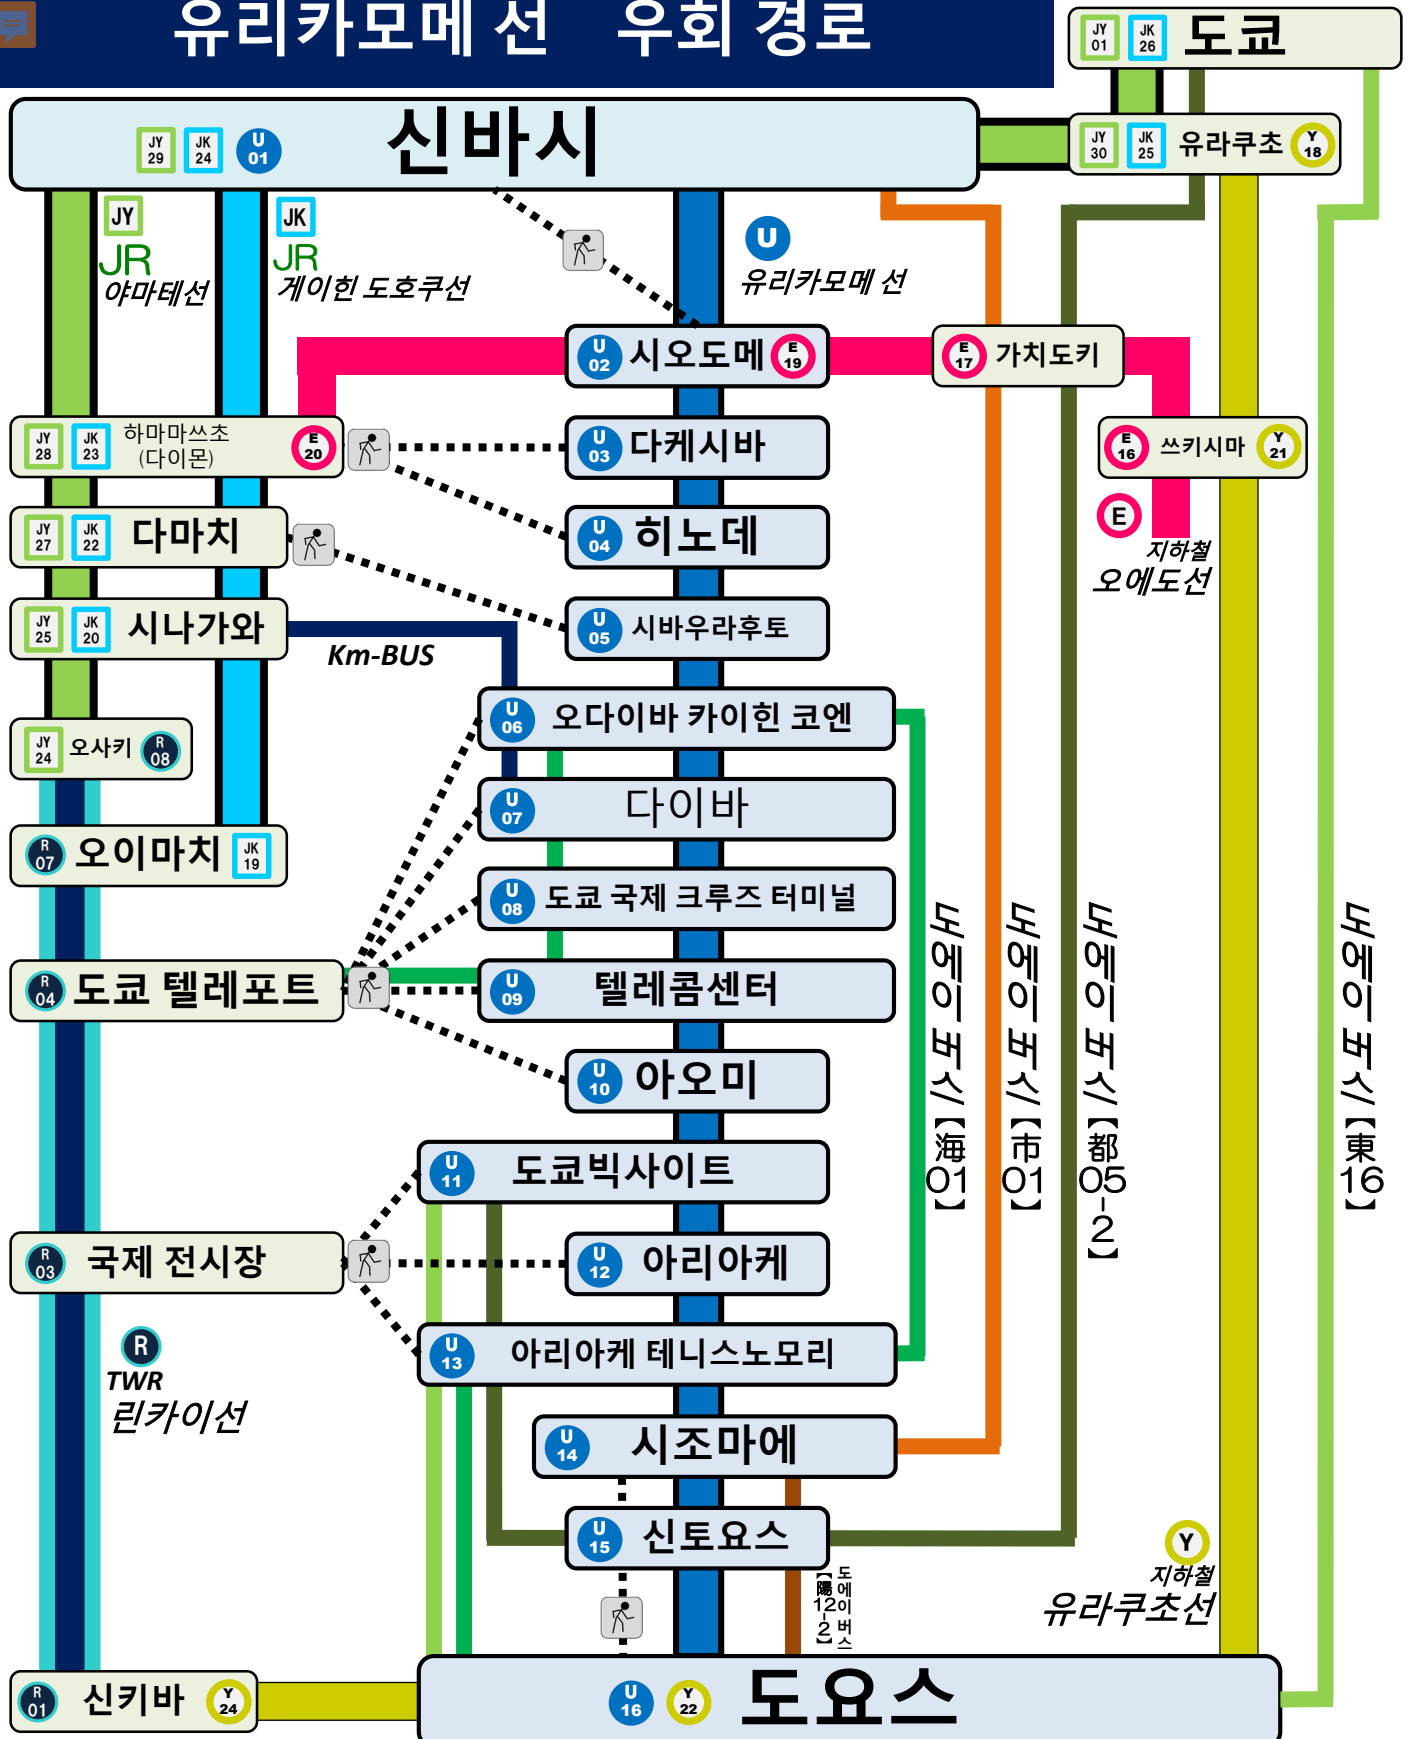 유리카모메 선 우회 경로
JY 01
JK 26
도쿄
JY 29
JK 24
U 01
신바시
JY 30
JK 25
유라쿠초
Y 18
JY
JR
야마테선
JK
JR
게이힌 도호쿠선
U
유리카모메 선
U 02
시오도메
E 19
E 17
가치도키
JY 28
JK 23
하마마쓰초
(다이몬)
E 20
U 03
다케시바
E 16
쓰키시마
Y 21
JY 27
JK 22
다마치
U 04
히노데
E
지하철
오에도선
JY 25
JK 20
시나가와
Km-BUS
U 05
시바우라후토
U 06
오다이바 카이힌 코엔
JY 24
오사키
R 08
U 07
다이바
R 07
오이마치
JK 19
U 08
도쿄 국제 크루즈 터미널
도에이 버스【海01】
도에이 버스【市01】
도에이 버스【都05-2】
도에이 버스【東16】
R 04
도쿄 텔레포트
U 09
텔레콤센터
U 10
아오미
U 11
도쿄빅사이트
R 03
국제 전시장
U 12
아리아케
U 13
아리아케 테니스노모리
R
TWR
린카이선
U 14
시조마에
U 15
신토요스
도에이 버스
【陽12-2】
Y
지하철
유라쿠초선
R 01
신키바
Y 24
U 16
Y 22
도요스